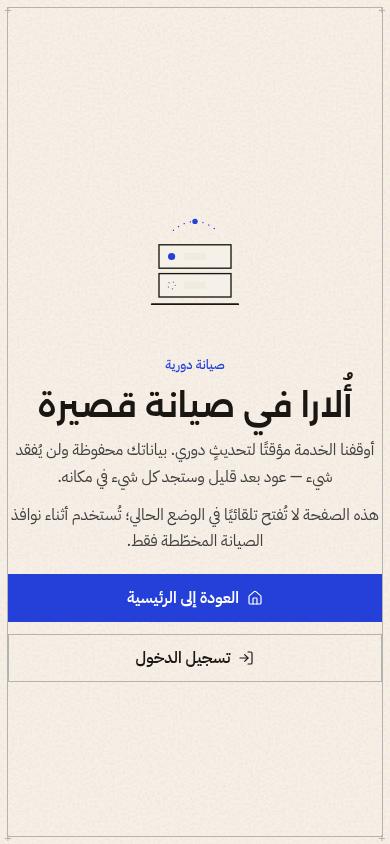 صيانة دورية
أُلارا في صيانة قصيرة
أوقفنا الخدمة مؤقتًا لتحديثٍ دوري. بياناتك محفوظة ولن يُفقد
شيء — عود بعد قليل وستجد كل شيء في مكانه.
هذه الصفحة لا تُفتح تلقائيًا في الوضع الحالي؛ تُستخدم أثناء نوافذ
الصيانة المخطّطة فقط.
العودة إلى الرئيسية
تسجيل الدخول